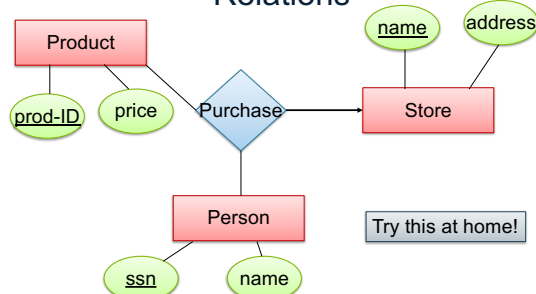 Relations
Product
name
address
prod-ID
price
Purchase
Store
Person
Try this at home!
ssn
name